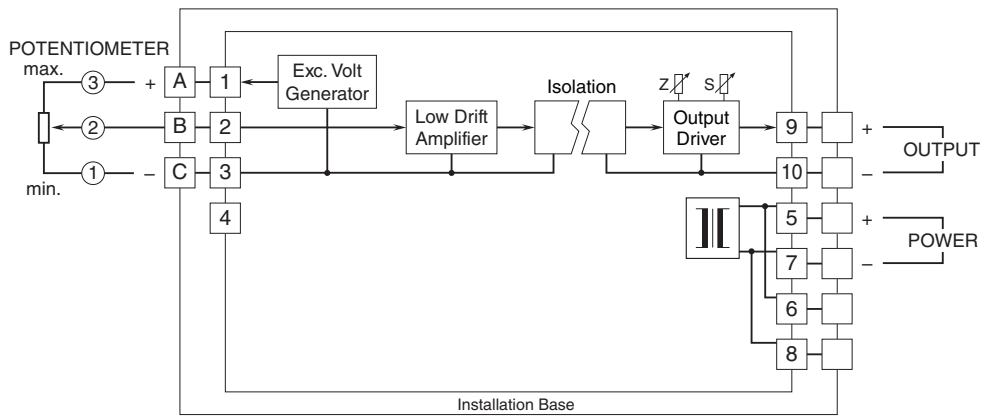 POTENTIOMETER
max.
3
+
A
1
Exc. Volt
Generator
2
B
2
Low Drift
Amplifier
Isolation
Z
S
Output
Driver
9
+
OUTPUT
1
min.
–
C
3
10
–
4
5
+
POWER
7
–
6
8
Installation Base